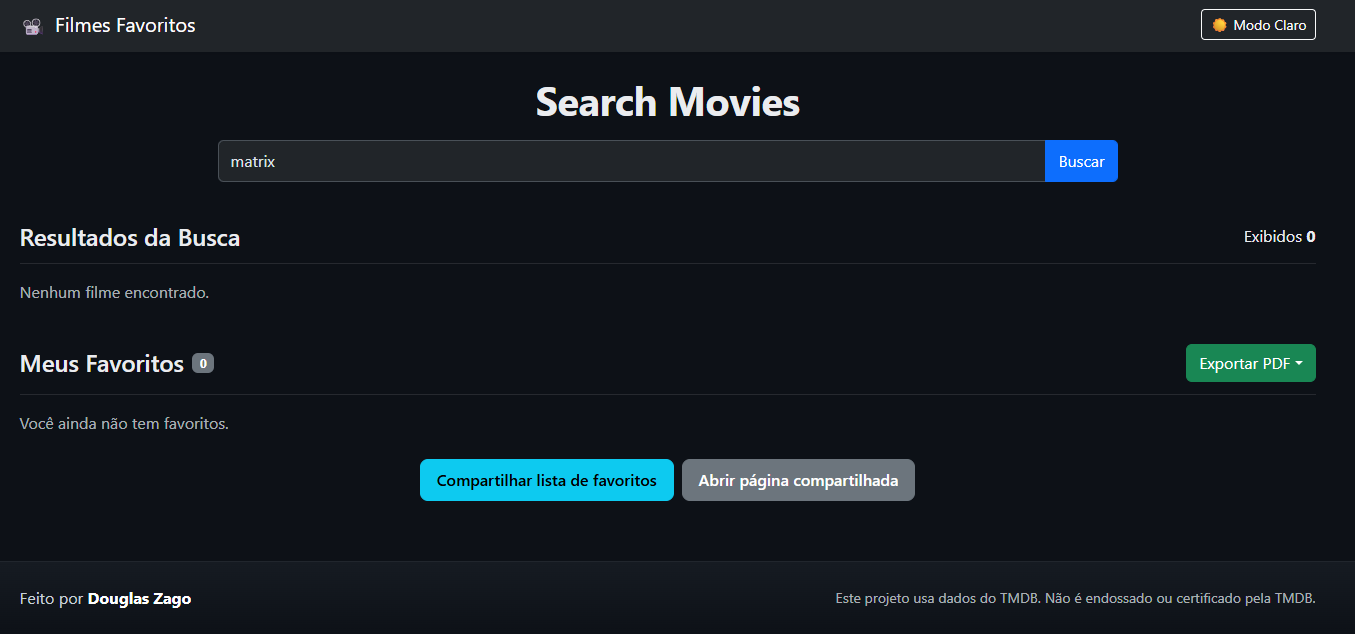 Filmes Favoritos
Modo Claro
Search Movies
matrix
Buscar
Resultados da Busca
Exibidos 0
Nenhum filme encontrado.
Meus Favoritos 0
Exportar PDF
Você ainda não tem favoritos.
Compartilhar lista de favoritos
Abrir página compartilhada
Feito por Douglas Zago
Este projeto usa dados do TMDB. Não é endossado ou certificado pela TMDB.